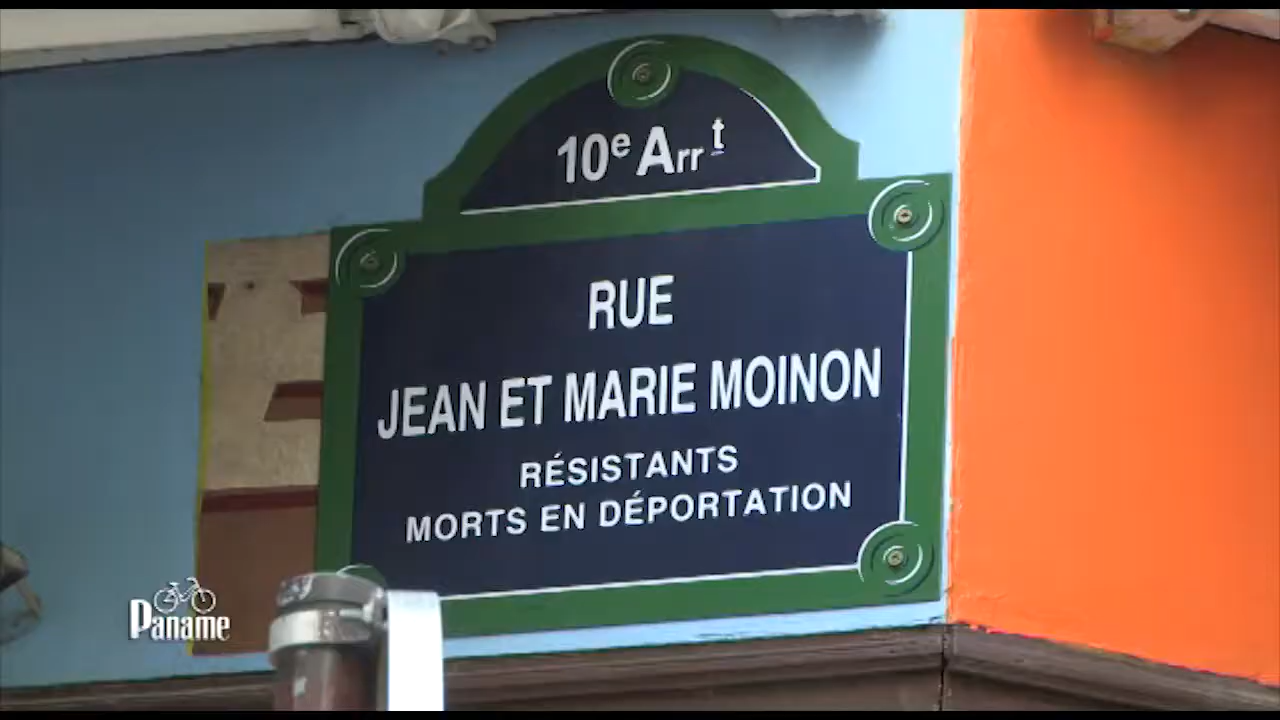 10e Arrt
RUE
JEAN ET MARIE MOINON
RÉSISTANTS
MORTS EN DÉPORTATION
Paname